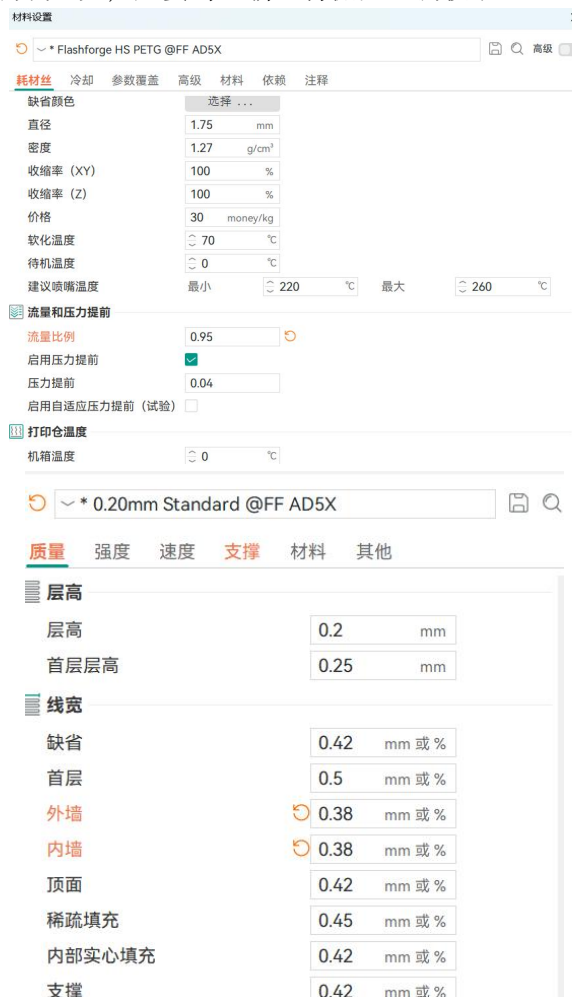 材料设置
* Flashforge HS PETG @FF AD5X 高级
耗材丝 冷却 参数覆盖 高级 材料 依赖 注释
缺省颜色 选择 ...
直径 1.75 mm
密度 1.27 g/cm³
收缩率（XY） 100 %
收缩率（Z） 100 %
价格 30 money/kg
软化温度 70 ℃
待机温度 0 ℃
建议喷嘴温度 最小 220 ℃ 最大 260 ℃
流量和压力提前
流量比例 0.95
启用压力提前
压力提前 0.04
启用自适应压力提前（试验）
打印仓温度
机箱温度 0 ℃
* 0.20mm Standard @FF AD5X
质量 强度 速度 支撑 材料 其他
层高
层高 0.2 mm
首层层高 0.25 mm
线宽
缺省 0.42 mm 或 %
首层 0.5 mm 或 %
外墙 0.38 mm 或 %
内墙 0.38 mm 或 %
顶面 0.42 mm 或 %
稀疏填充 0.45 mm 或 %
内部实心填充 0.42 mm 或 %
支撑 0.42 mm 或 %